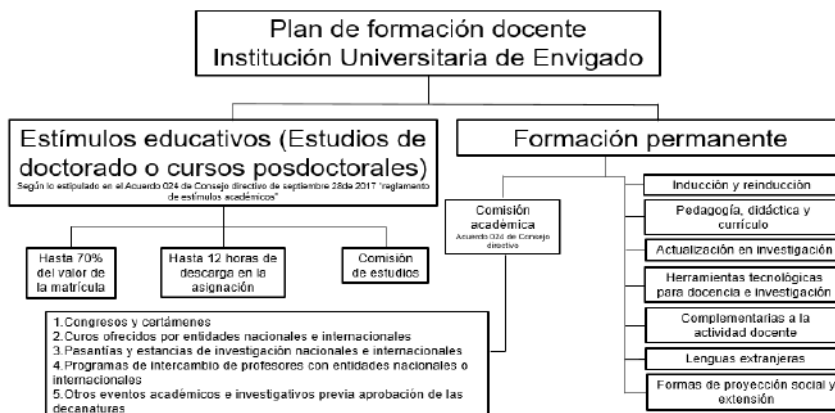 Plan de formación docente
Institución Universitaria de Envigado
Estímulos educativos (Estudios de
doctorado o cursos posdoctorales)
Según lo estipulado en el Acuerdo 024 de Consejo directivo de septiembre 28de 2017 "reglamento
de estímulos académicos"
Hasta 70%
del valor de
la matrícula
Hasta 12 horas de
descarga en la
asignación
Comisión
de estudios
Formación permanente
Comisión
académica
Acuerdo 024 de Consejo
directivo
1.Congresos y certámenes
2.Curos ofrecidos por entidades nacionales e internacionales
3.Pasantías y estancias de investigación nacionales e internacionales
4.Programas de intercambio de profesores con entidades nacionales o
internacionales
5.Otros eventos académicos e investigativos previa aprobación de las
decanaturas
Inducción y reinducción
Pedagogía, didáctica y
currículo
Actualización en investigación
Herramientas tecnológicas
para docencia e investigación
Complementarias a la
actividad docente
Lenguas extranjeras
Formas de proyección social y
extensión